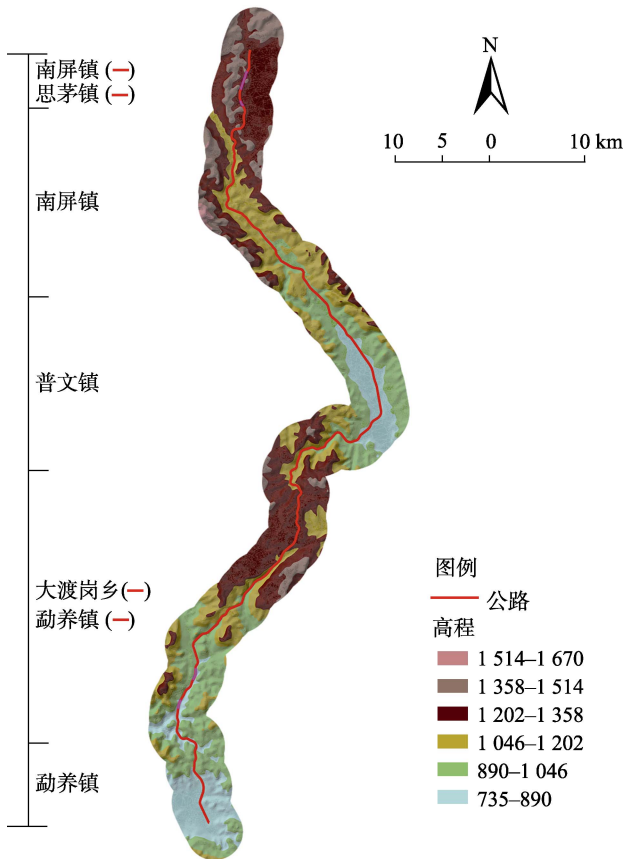 南屏镇 (—)
思茅镇 (—)
南屏镇
普文镇
大渡岗乡(—)
勐养镇 (—)
勐养镇
N
10 5 0 10 km
图例
公路
高程
1 514–1 670
1 358–1 514
1 202–1 358
1 046–1 202
890–1 046
735–890